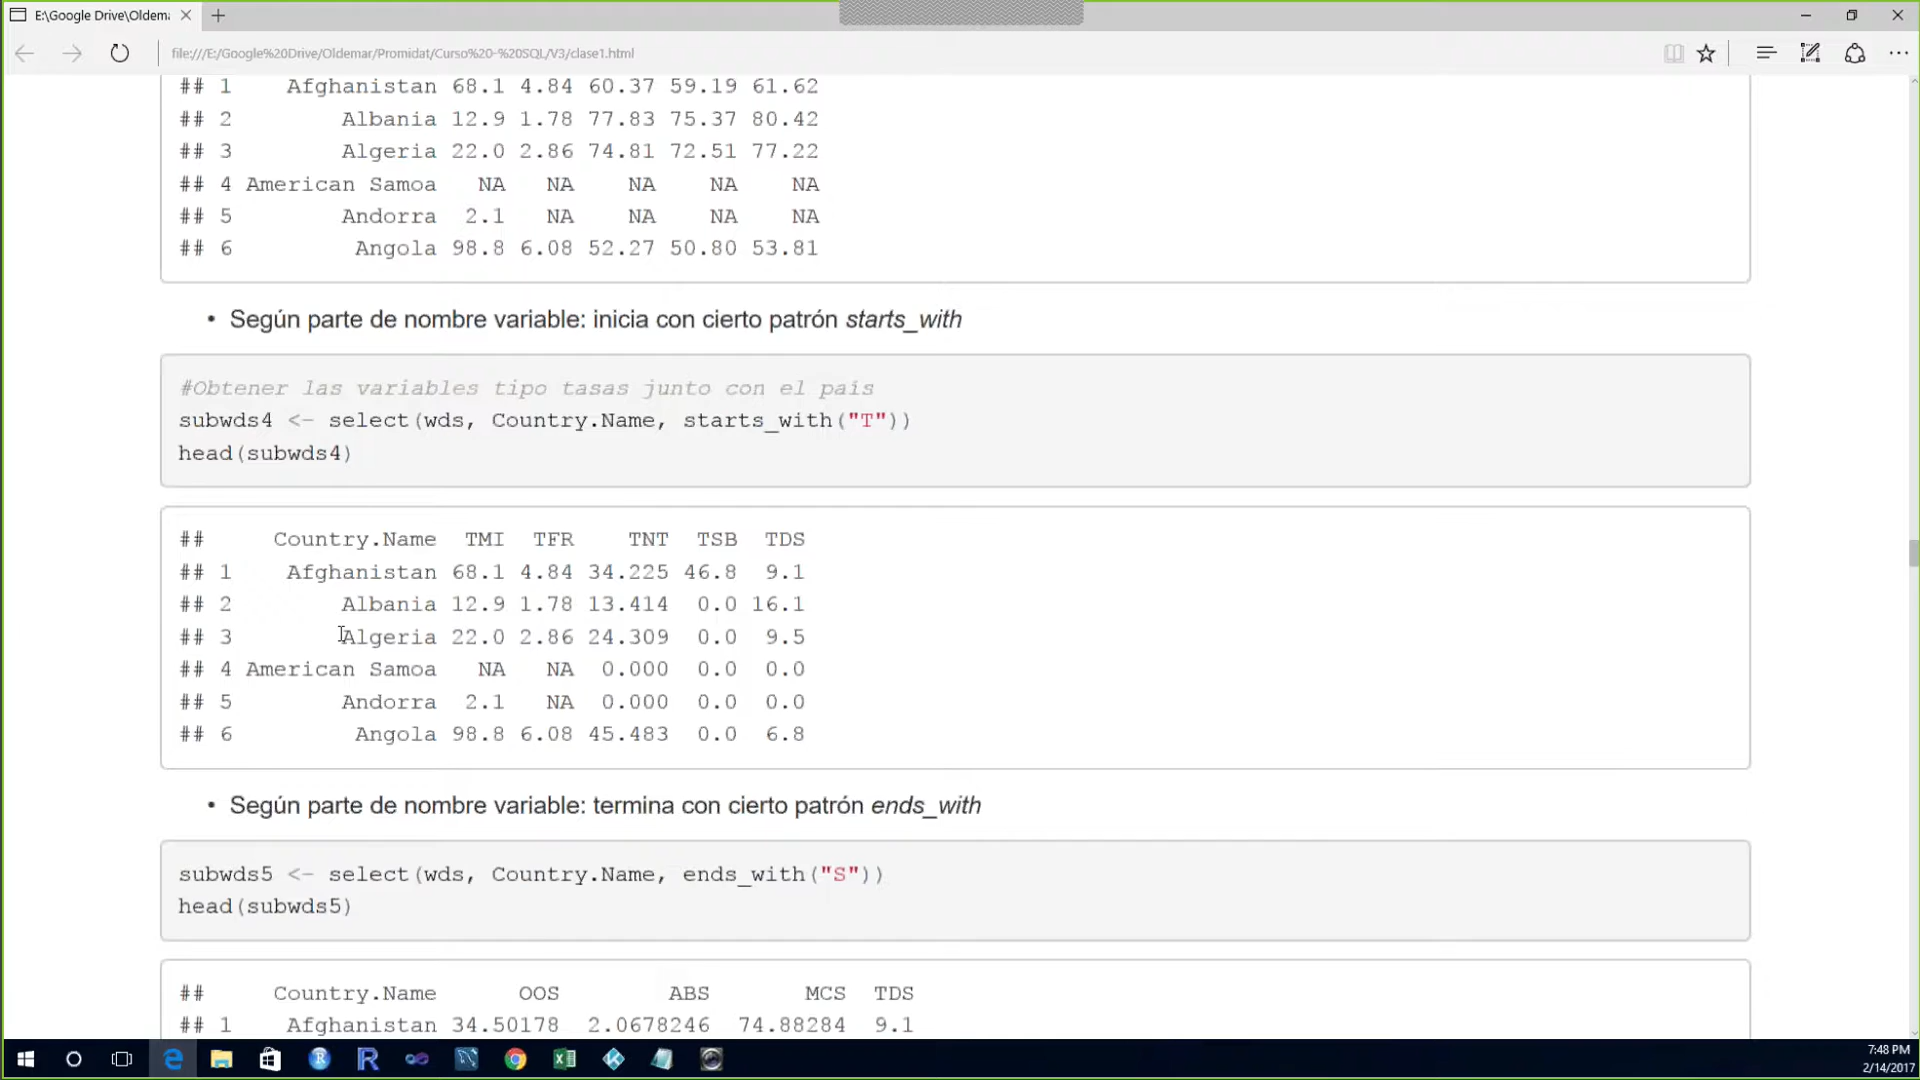 E:\Google Drive\Oldema
file:///E:/Google%20Drive/Oldemar/Promidat/Curso%20-%20SQL/V3/clase1.html
## 1    Afghanistan 68.1 4.84 60.37 59.19 61.62
## 2        Albania 12.9 1.78 77.83 75.37 80.42
## 3        Algeria 22.0 2.86 74.81 72.51 77.22
## 4 American Samoa   NA   NA    NA    NA    NA
## 5        Andorra  2.1   NA    NA    NA    NA
## 6         Angola 98.8 6.08 52.27 50.80 53.81
• Según parte de nombre variable: inicia con cierto patrón starts_with
#Obtener las variables tipo tasas junto con el pais
subwds4 <- select(wds, Country.Name, starts_with("T"))
head(subwds4)
##     Country.Name  TMI  TFR    TNT  TSB  TDS
## 1    Afghanistan 68.1 4.84 34.225 46.8  9.1
## 2        Albania 12.9 1.78 13.414  0.0 16.1
## 3        Algeria 22.0 2.86 24.309  0.0  9.5
## 4 American Samoa   NA   NA  0.000  0.0  0.0
## 5        Andorra  2.1   NA  0.000  0.0  0.0
## 6         Angola 98.8 6.08 45.483  0.0  6.8
• Según parte de nombre variable: termina con cierto patrón ends_with
subwds5 <- select(wds, Country.Name, ends_with("S"))
head(subwds5)
##     Country.Name      OOS        ABS       MCS  TDS
## 1    Afghanistan 34.50178  2.0678246  74.88284  9.1
7:48 PM
2/14/2017